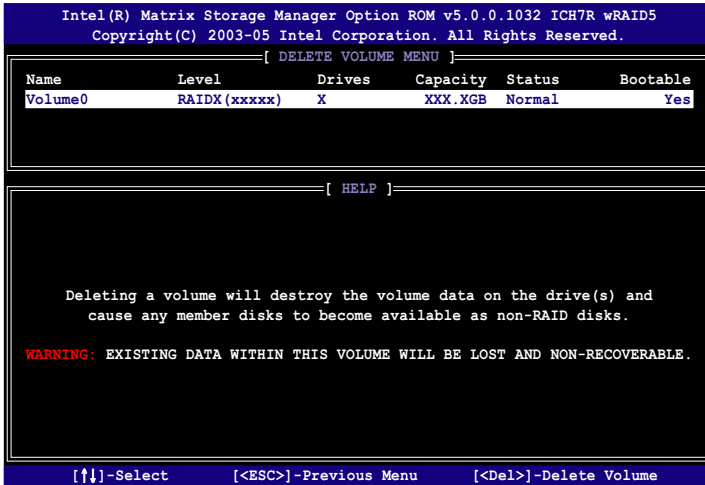 Intel(R) Matrix Storage Manager Option ROM v5.0.0.1032 ICH7R wRAID5
Copyright(C) 2003-05 Intel Corporation. All Rights Reserved.
[ DELETE VOLUME MENU ]
Name Level Drives Capacity Status Bootable
Volume0 RAIDX(xxxxx) X XXX.XGB Normal Yes
[ HELP ]
Deleting a volume will destroy the volume data on the drive(s) and
cause any member disks to become available as non-RAID disks.
WARNING: EXISTING DATA WITHIN THIS VOLUME WILL BE LOST AND NON-RECOVERABLE.
[↑↓]-Select [<ESC>]-Previous Menu [<Del>]-Delete Volume